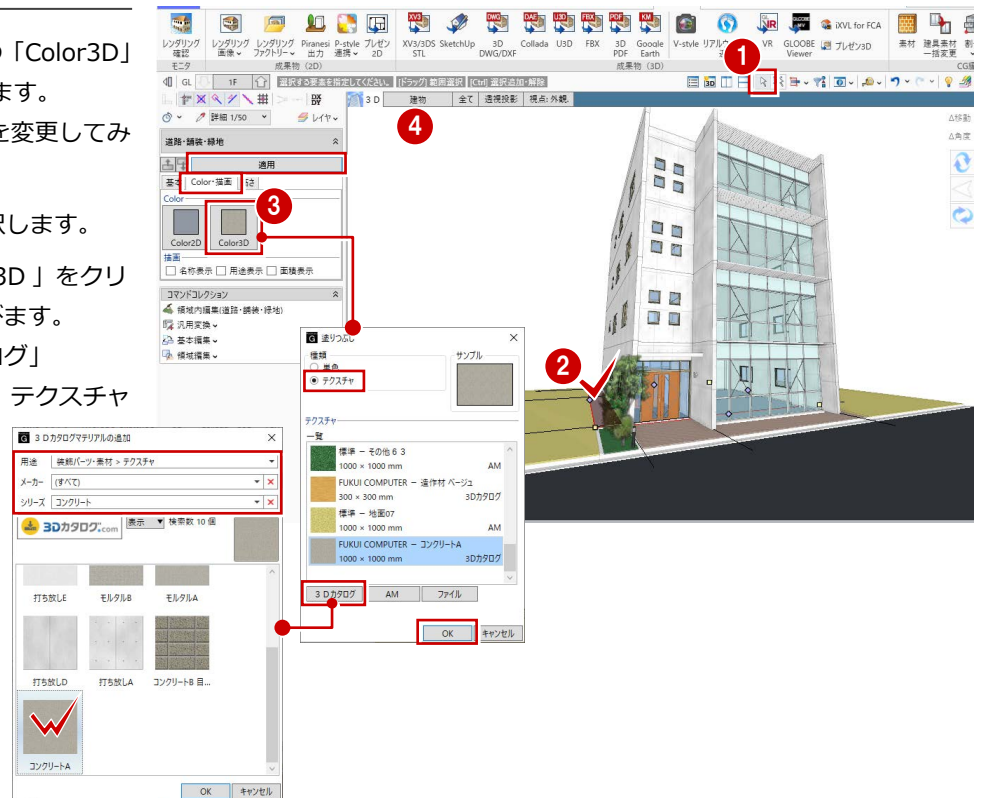 「Color3D」
ます。
を変更してみ
択します。
3D」をクリ
びます。
ログ」
テクスチャ
レンダリング確認
レンダリング画像
レンダリングファクトリー
Piranesi 出力
P-style 連携
プレゼン 2D
XV3/3DS STL
SketchUp
3D DWG/DXF
Collada
U3D
FBX
3D PDF
Google Earth
V-style
VR
GLOOBE Viewer
iXVL for FCA
プレゼン3D
素材
建具素材一括変更
モニタ
成果物 (2D)
成果物 (3D)
GL
1F
選択する要素を指定してください。
[ドラッグ] 範囲選択
[Ctrl] 選択追加・解除
1
3 D
建物
全て
透視投影
視点: 外観.
4
詳細 1/50
レイヤ
△移動
△角度
道路・舗装・緑地
適用
基本
Color・描画
Color
Color2D
Color3D
3
描画
名称表示
用途表示
面積表示
コマンドコレクション
領域内編集(道路・舗装・緑地)
汎用変換
基本編集
領域編集
2
塗りつぶし
種類
単色
テクスチャ
サンプル
テクスチャ
一覧
標準 － その他 6 3
1000 × 1000 mm AM
FUKUI COMPUTER － 造作材 ベージュ
300 × 300 mm 3Dカタログ
標準 － 地面07
1000 × 1000 mm AM
FUKUI COMPUTER － コンクリートA
1000 × 1000 mm 3Dカタログ
3 Dカタログ
AM
ファイル
OK
キャンセル
3 Dカタログマテリアルの追加
用途
装飾パーツ・素材 > テクスチャ
メーカー
(すべて)
シリーズ
コンクリート
3Dカタログ.com
表示
検索数 10 個
打ち放しE
モルタルB
モルタルA
打ち放しD
打ち放しA
コンクリートB 目...
コンクリートA
OK
キャンセル